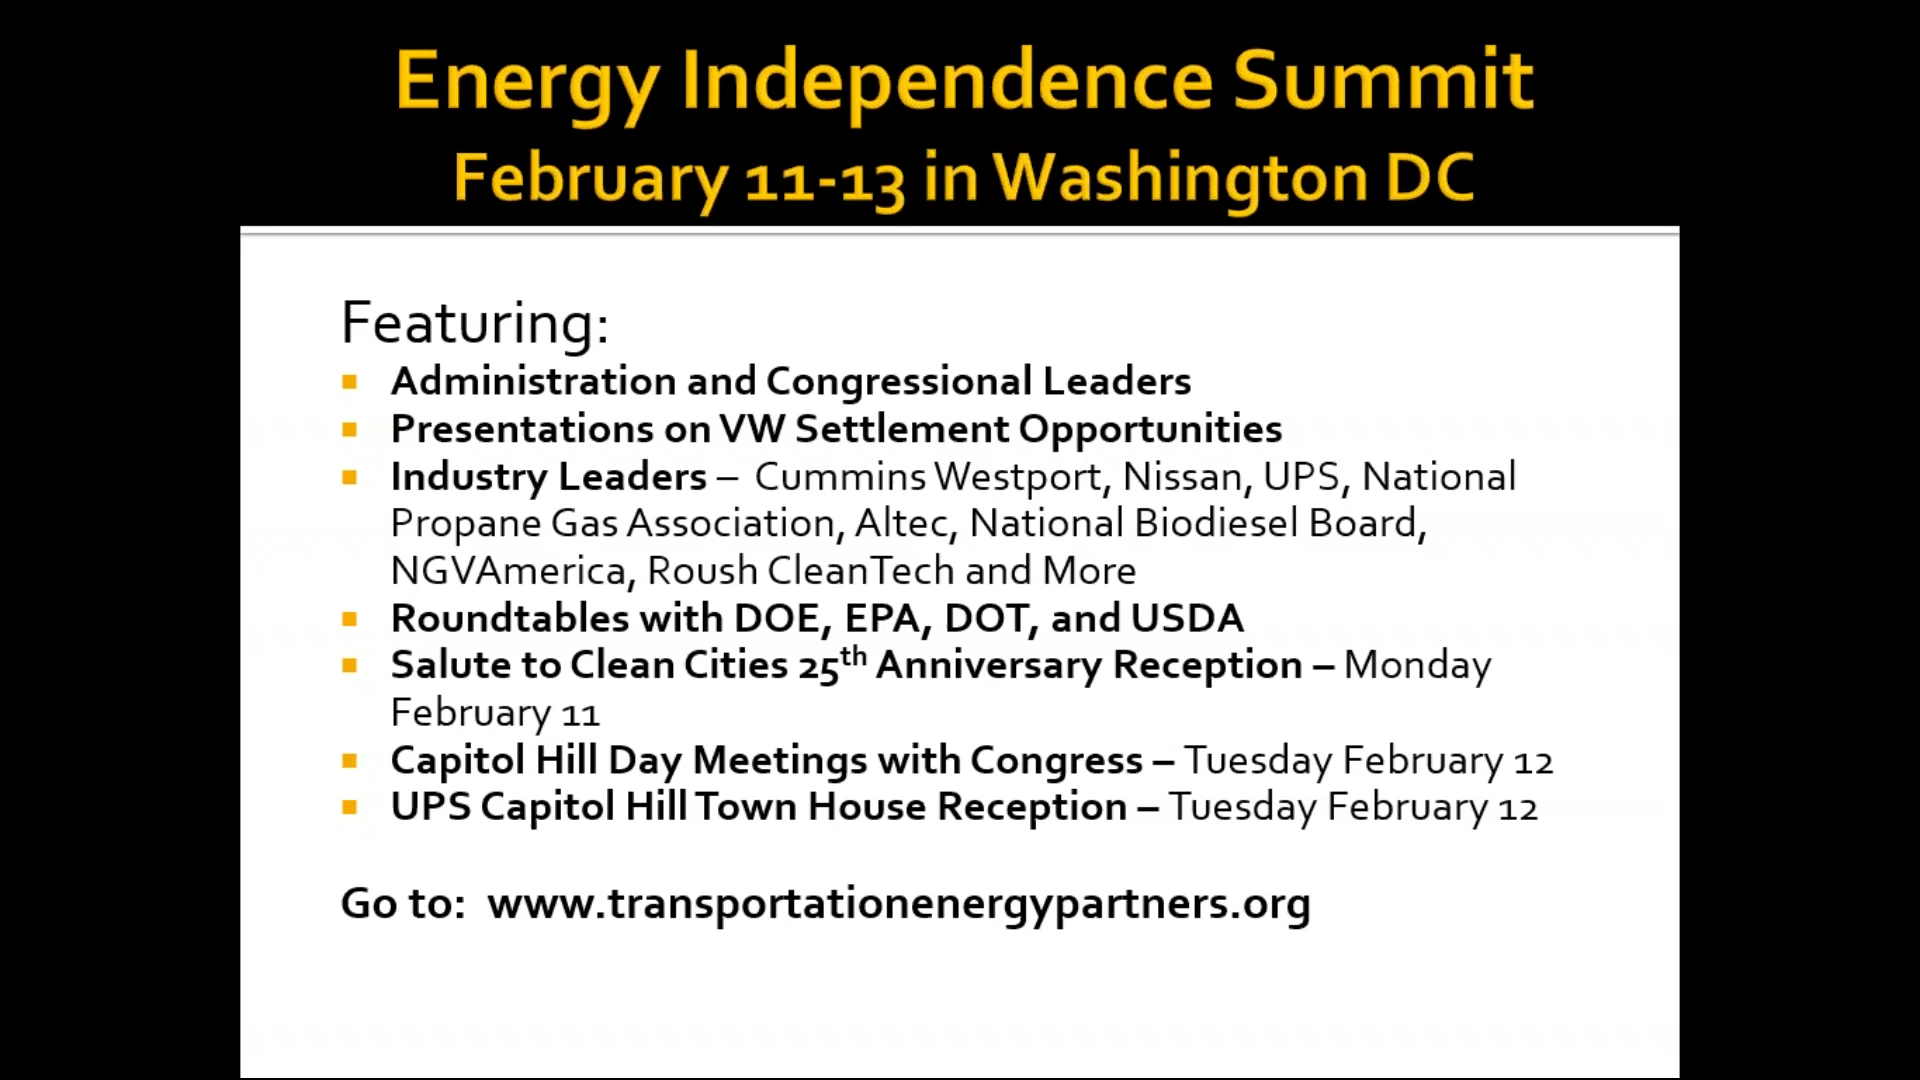 Energy Independence Summit
February 11-13 in Washington DC
Featuring:
Administration and Congressional Leaders
Presentations on VW Settlement Opportunities
Industry Leaders – Cummins Westport, Nissan, UPS, National
Propane Gas Association, Altec, National Biodiesel Board,
NGVAmerica, Roush CleanTech and More
Roundtables with DOE, EPA, DOT, and USDA
Salute to Clean Cities 25th Anniversary Reception – Monday
February 11
Capitol Hill Day Meetings with Congress – Tuesday February 12
UPS Capitol Hill Town House Reception – Tuesday February 12
Go to: www.transportationenergypartners.org